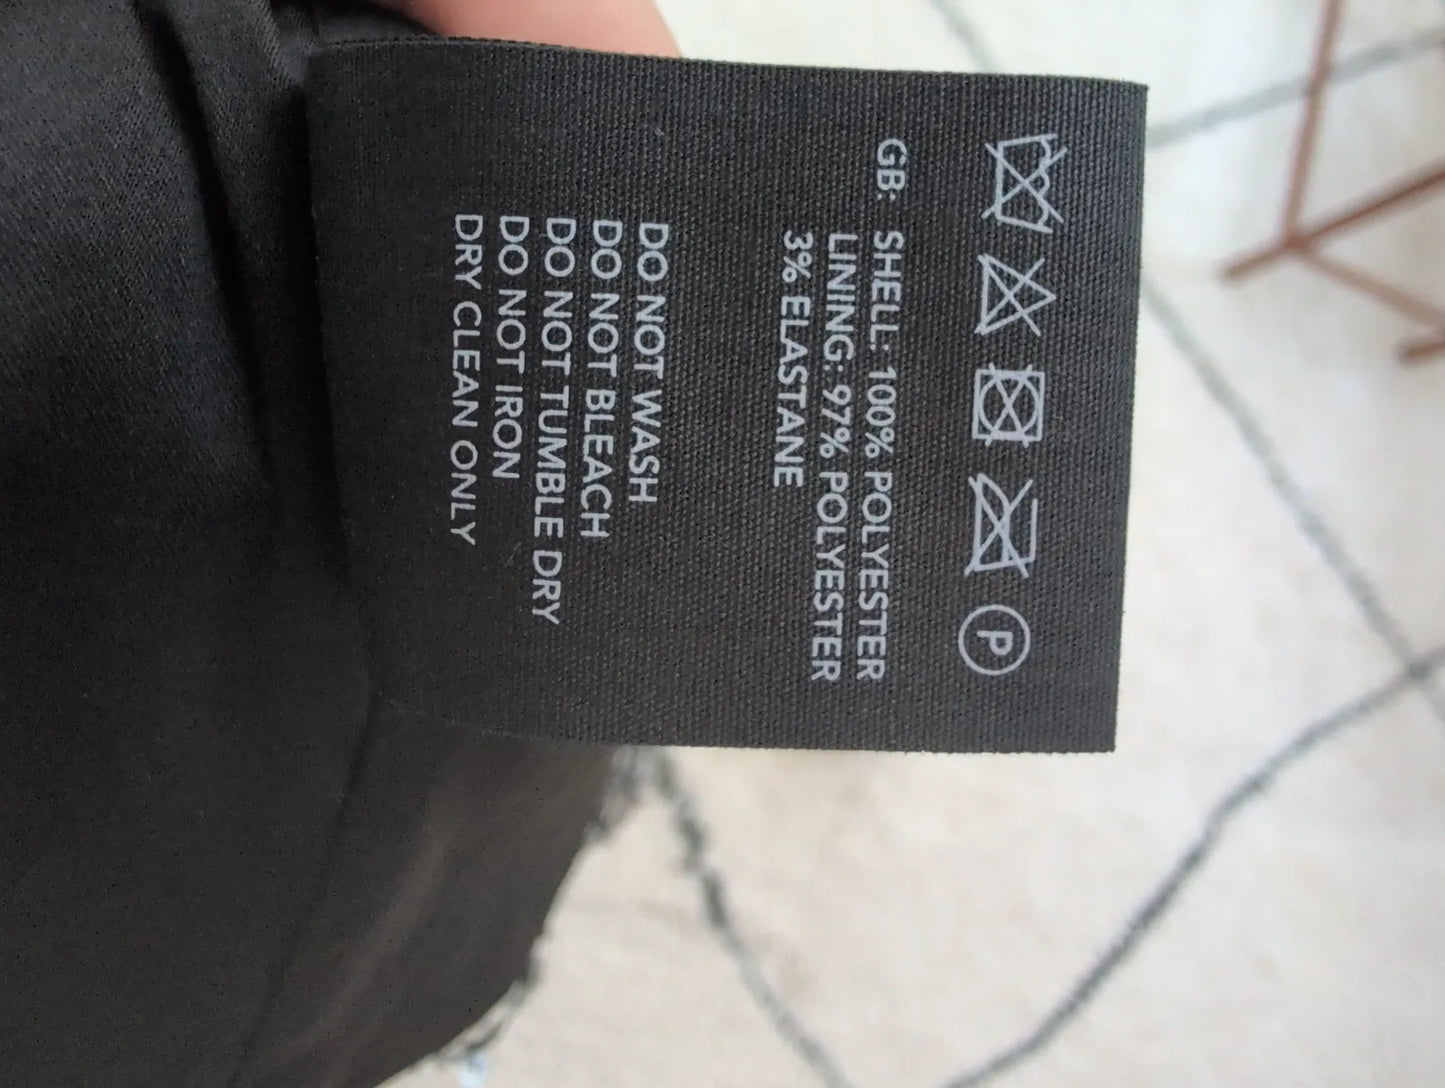 P
GB: SHELL: 100% POLYESTER
LINING: 97% POLYESTER
3% ELASTANE
DO NOT WASH
DO NOT BLEACH
DO NOT TUMBLE DRY
DO NOT IRON
DRY CLEAN ONLY